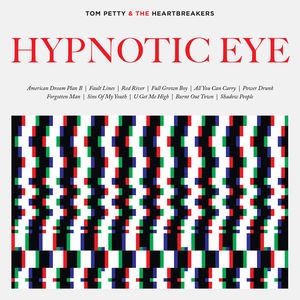 TOM PETTY & THE HEARTBREAKERS
HYPNOTIC EYE
American Dream Plan B | Fault Lines | Red River | Full Grown Boy | All You Can Carry | Power Drunk
Forgotten Man | Sins Of My Youth | U Get Me High | Burnt Out Town | Shadow People